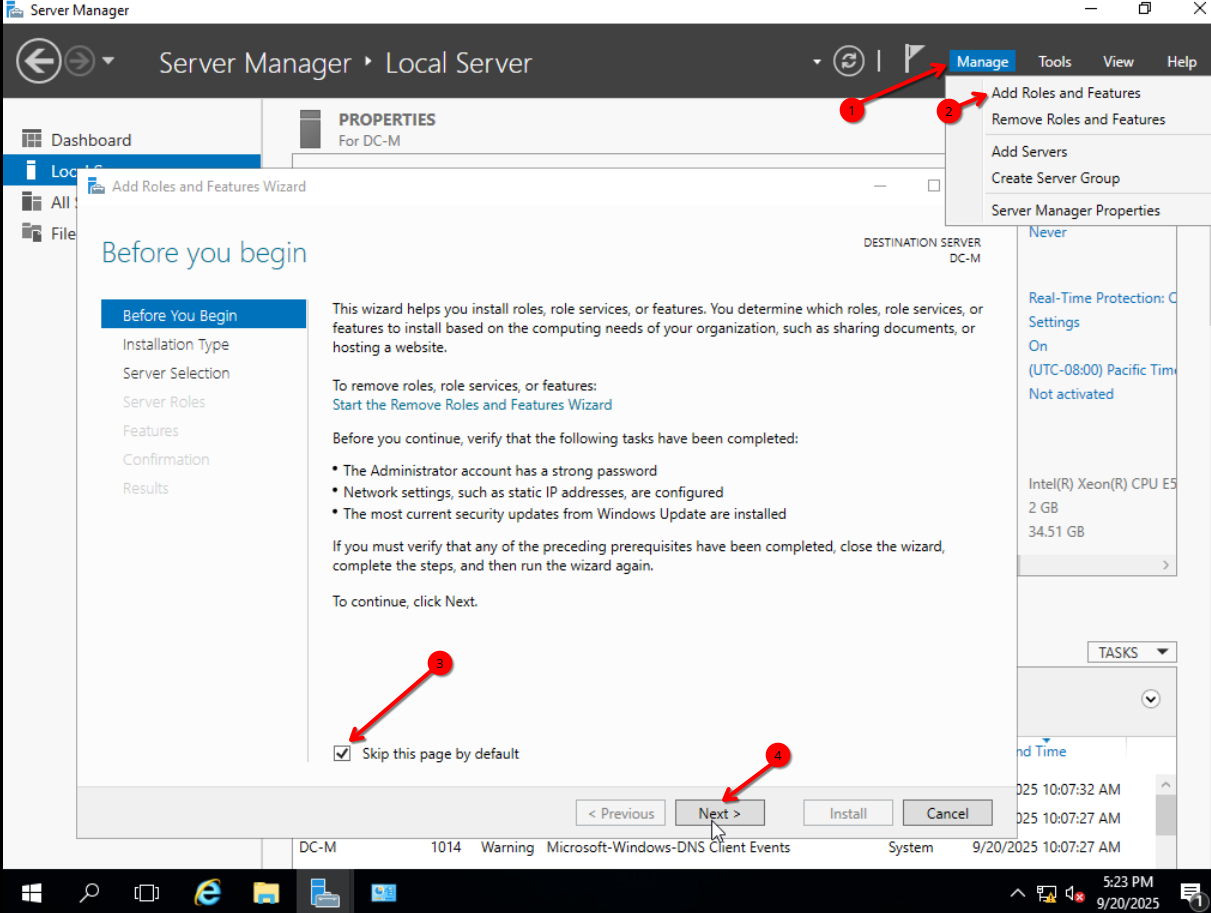 Server Manager
Server Manager ‣ Local Server
Manage
Tools
View
Help
1
2
Add Roles and Features
Remove Roles and Features
Add Servers
Create Server Group
Server Manager Properties
Dashboard
Loc
All
File
PROPERTIES
For DC-M
Add Roles and Features Wizard
Before you begin
DESTINATION SERVER
DC-M
Before You Begin
Installation Type
Server Selection
Server Roles
Features
Confirmation
Results
This wizard helps you install roles, role services, or features. You determine which roles, role services, or
features to install based on the computing needs of your organization, such as sharing documents, or
hosting a website.
To remove roles, role services, or features:
Start the Remove Roles and Features Wizard
Before you continue, verify that the following tasks have been completed:
• The Administrator account has a strong password
• Network settings, such as static IP addresses, are configured
• The most current security updates from Windows Update are installed
If you must verify that any of the preceding prerequisites have been completed, close the wizard,
complete the steps, and then run the wizard again.
To continue, click Next.
3
Skip this page by default
4
< Previous
Next >
Install
Cancel
Never
Real-Time Protection: C
Settings
On
(UTC-08:00) Pacific Time
Not activated
Intel(R) Xeon(R) CPU E5
2 GB
34.51 GB
TASKS
nd Time
025 10:07:32 AM
025 10:07:27 AM
DC-M 1014 Warning Microsoft-Windows-DNS Client Events System 9/20/2025 10:07:27 AM
5:23 PM
9/20/2025
1